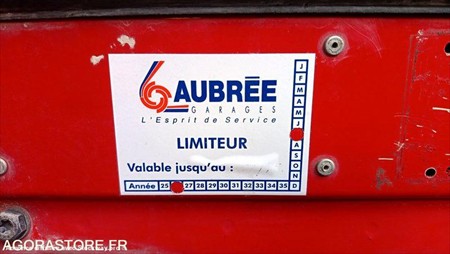 AUBRÉE
GARAGES
L'Esprit de Service
LIMITEUR
Valable jusqu'au :
Année 25 27 28 29 30 31 32 33 34 35
J
F
M
A
M
J
A
S
O
N
D
AGORASTORE.FR